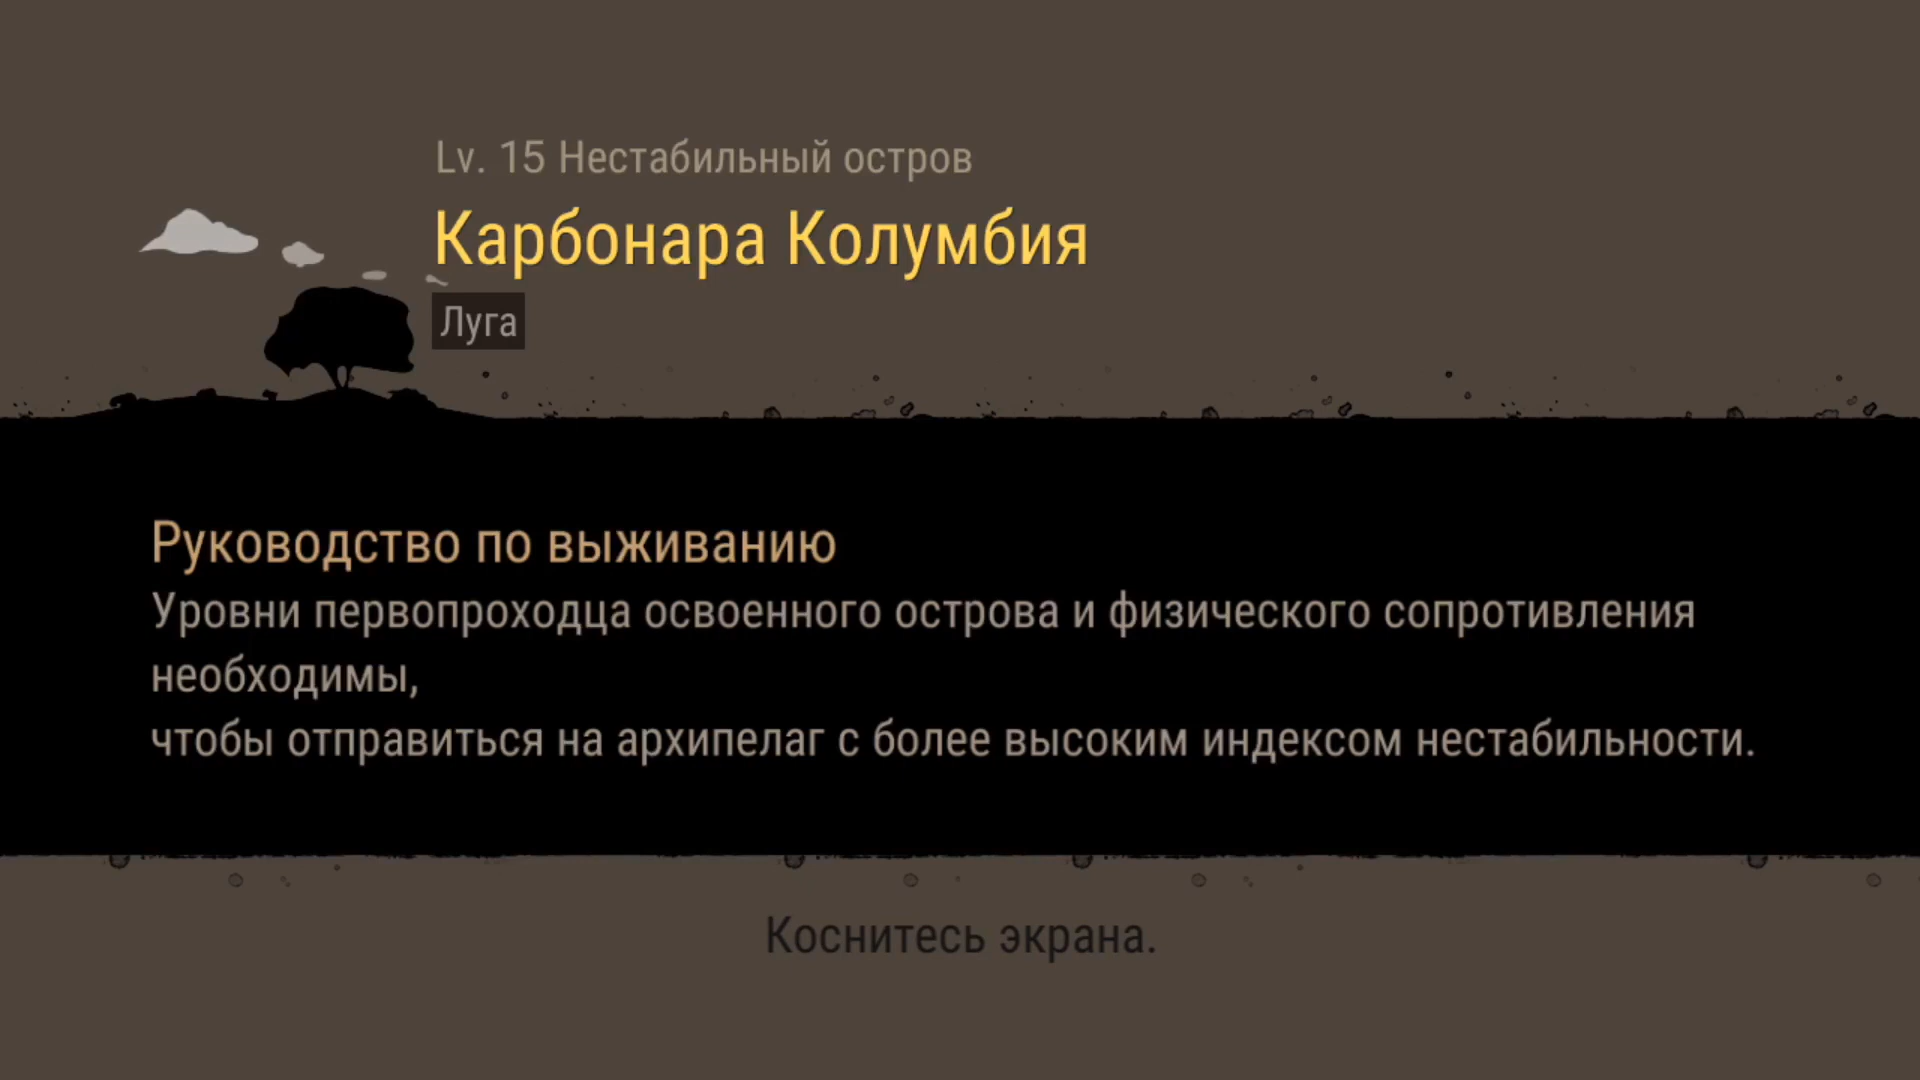 Lv. 15 Нестабильный остров
Карбонара Колумбия
Луга
Руководство по выживанию
Уровни первопроходца освоенного острова и физического сопротивления
необходимы,
чтобы отправиться на архипелаг с более высоким индексом нестабильности.
Коснитесь экрана.